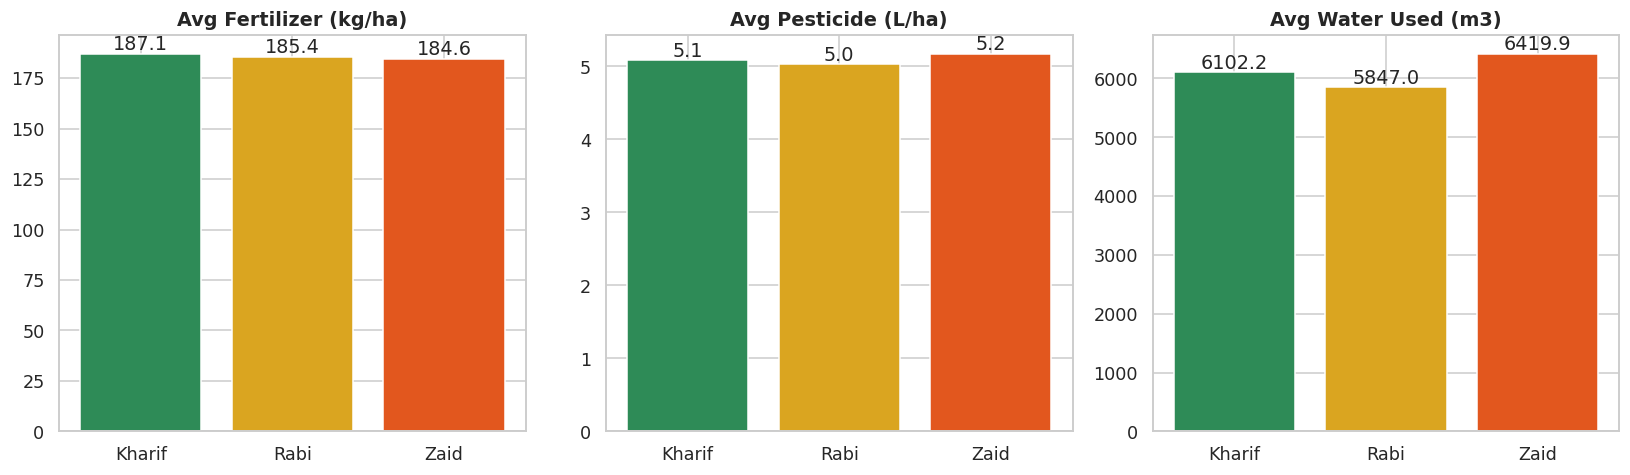 Avg Fertilizer (kg/ha)
187.1
185.4
184.6
175
150
125
100
75
50
25
0
Kharif
Rabi
Zaid
Avg Pesticide (L/ha)
5.1
5.0
5.2
5
4
3
2
1
0
Kharif
Rabi
Zaid
Avg Water Used (m3)
6102.2
5847.0
6419.9
6000
5000
4000
3000
2000
1000
0
Kharif
Rabi
Zaid